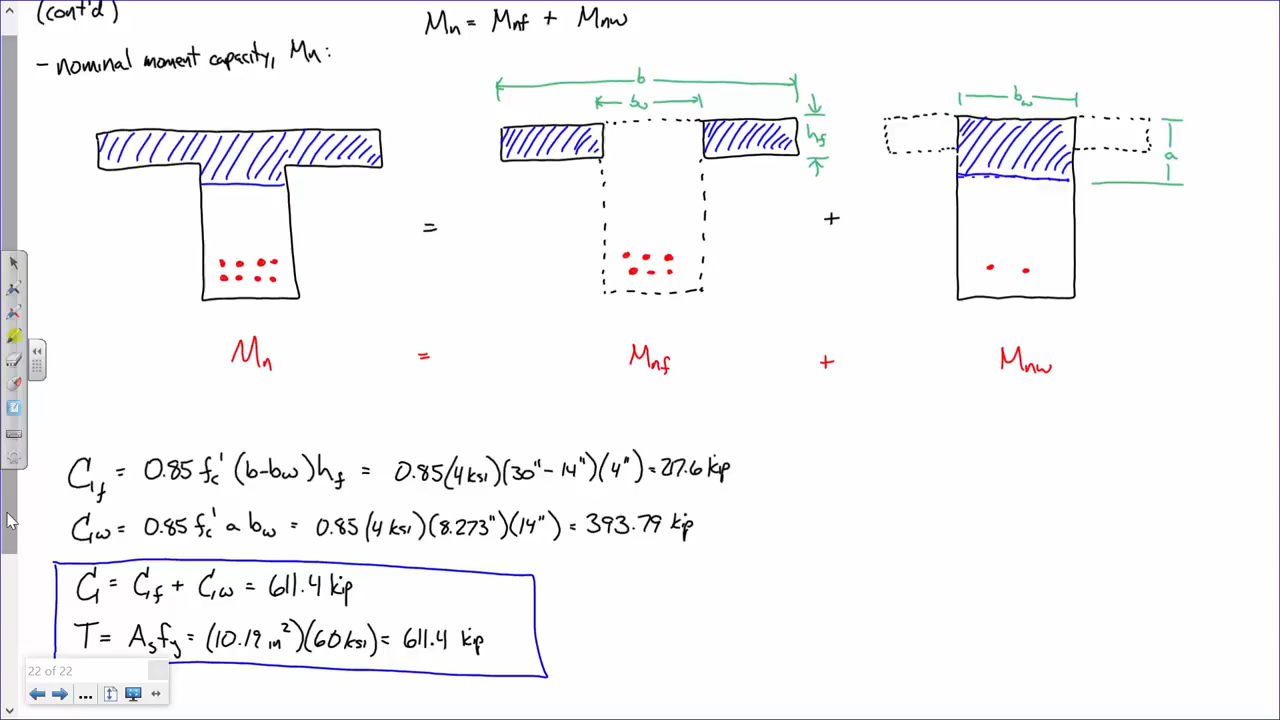 (cont'd)
Mn = Mnf + Mnw
- nominal moment capacity, Mn:
b
bw
hf
bw
a
=
+
Mn = Mnf + Mnw
Cf = 0.85 fc' (b-bw) hf = 0.85(4 ksi)(30"-14")(4") = 217.6 kip
Cw = 0.85 fc' a bw = 0.85(4 ksi)(8.273")(14") = 393.79 kip
C = Cf + Cw = 611.4 kip
T = Asfy = (10.19 in²)(60 ksi) = 611.4 kip
22 of 22
...